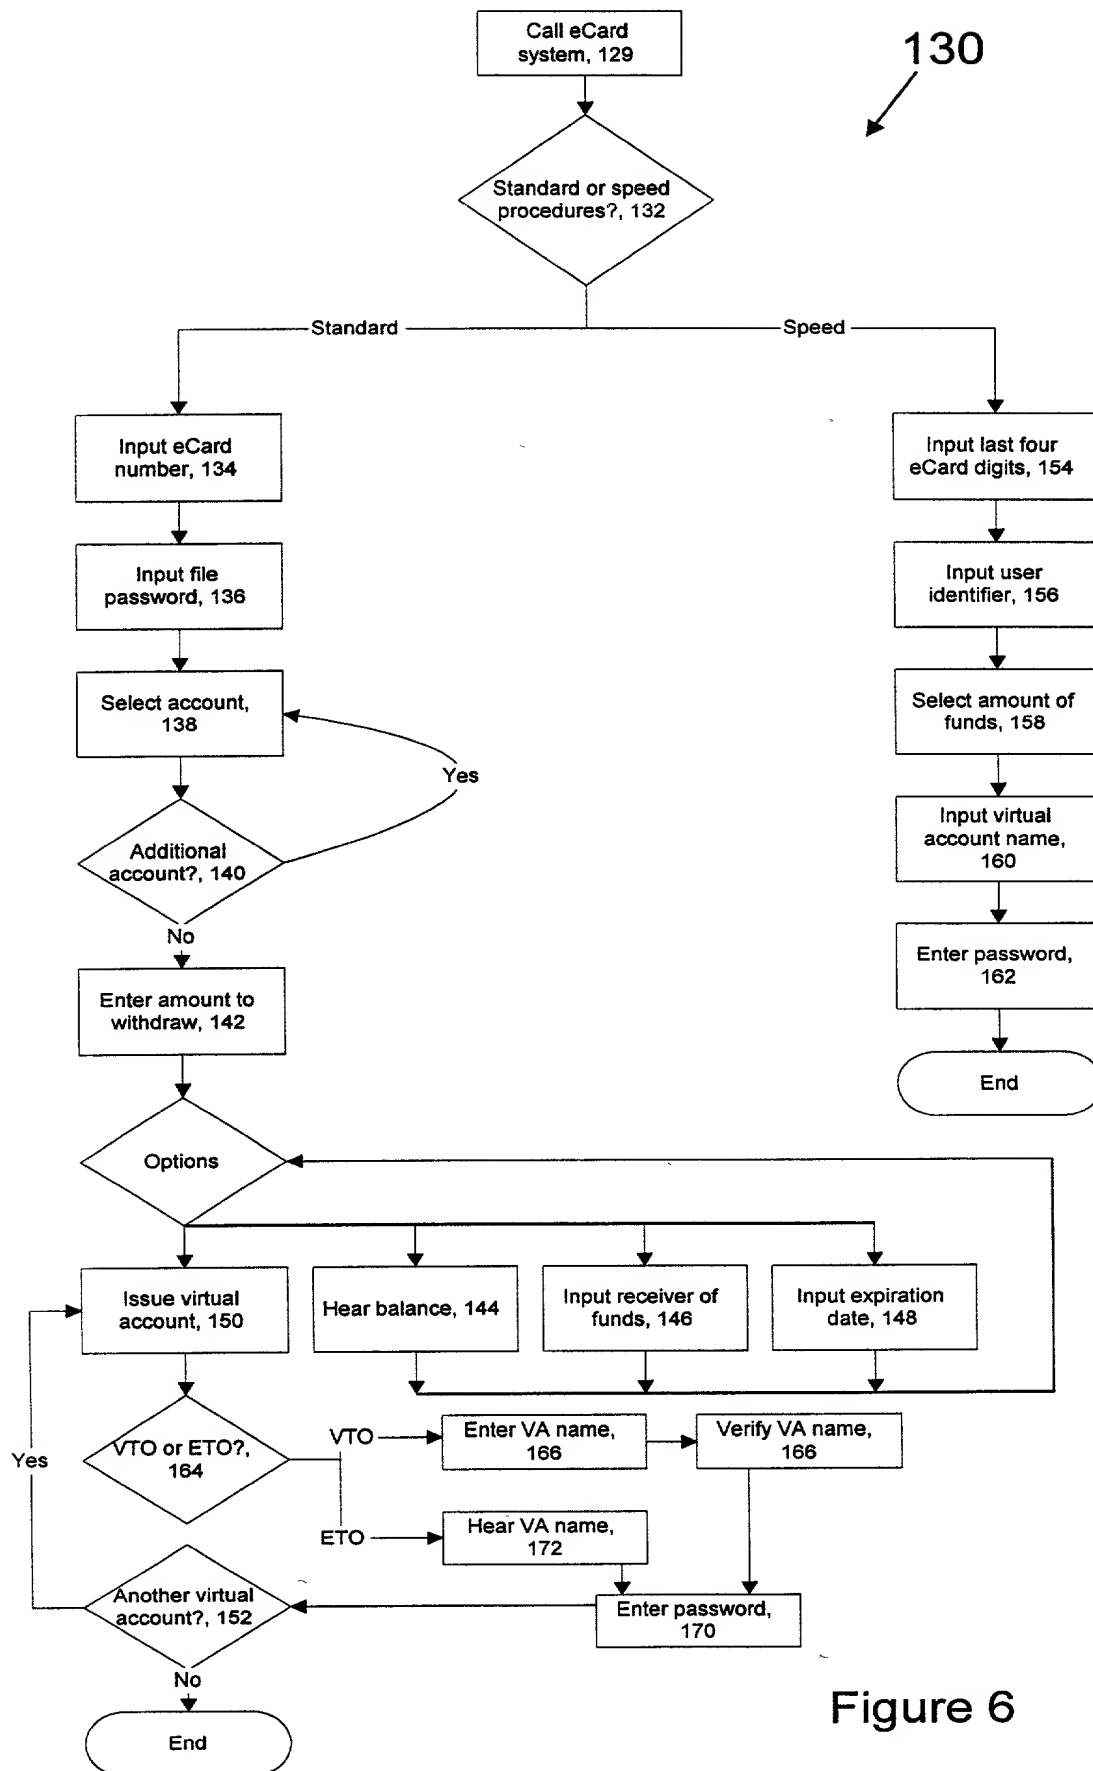 Call eCard
system, 129
130
Standard or speed
procedures?, 132
Standard
Speed
Input eCard
number, 134
Input last four
eCard digits, 154
Input file
password, 136
Input user
identifier, 156
Select account,
138
Select amount of
funds, 158
Yes
Input virtual
account name,
160
Additional
account?, 140
No
Enter password,
162
Enter amount to
withdraw, 142
End
Options
Issue virtual
account, 150
Hear balance, 144
Input receiver of
funds, 146
Input expiration
date, 148
VTO or ETO?,
164
VTO
Enter VA name,
166
Verify VA name,
166
Yes
ETO
Hear VA name,
172
Another virtual
account?, 152
Enter password,
170
No
End
Figure 6